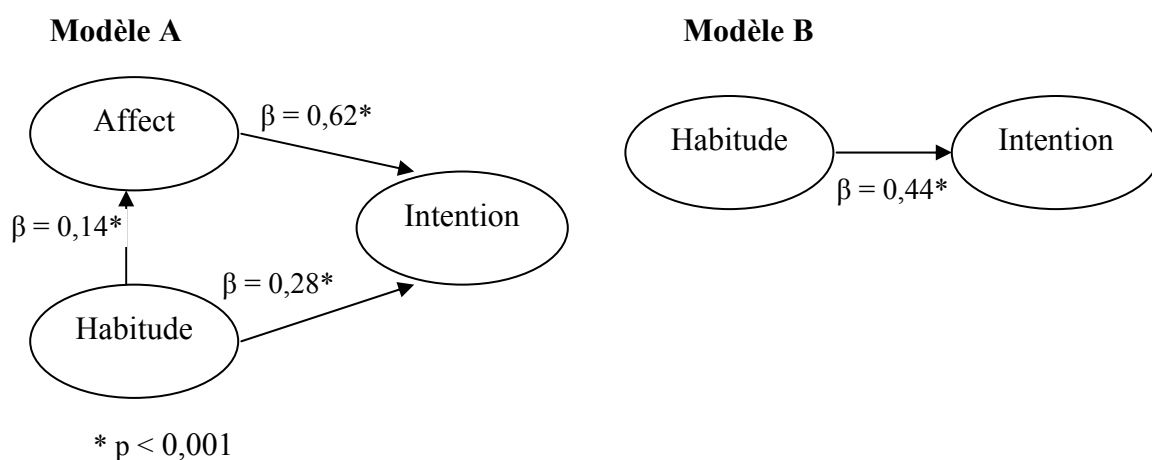 Modèle A
Affect
β = 0,62*
β = 0,14*
Intention
β = 0,28*
Habitude
* p < 0,001
Modèle B
Habitude
Intention
β = 0,44*